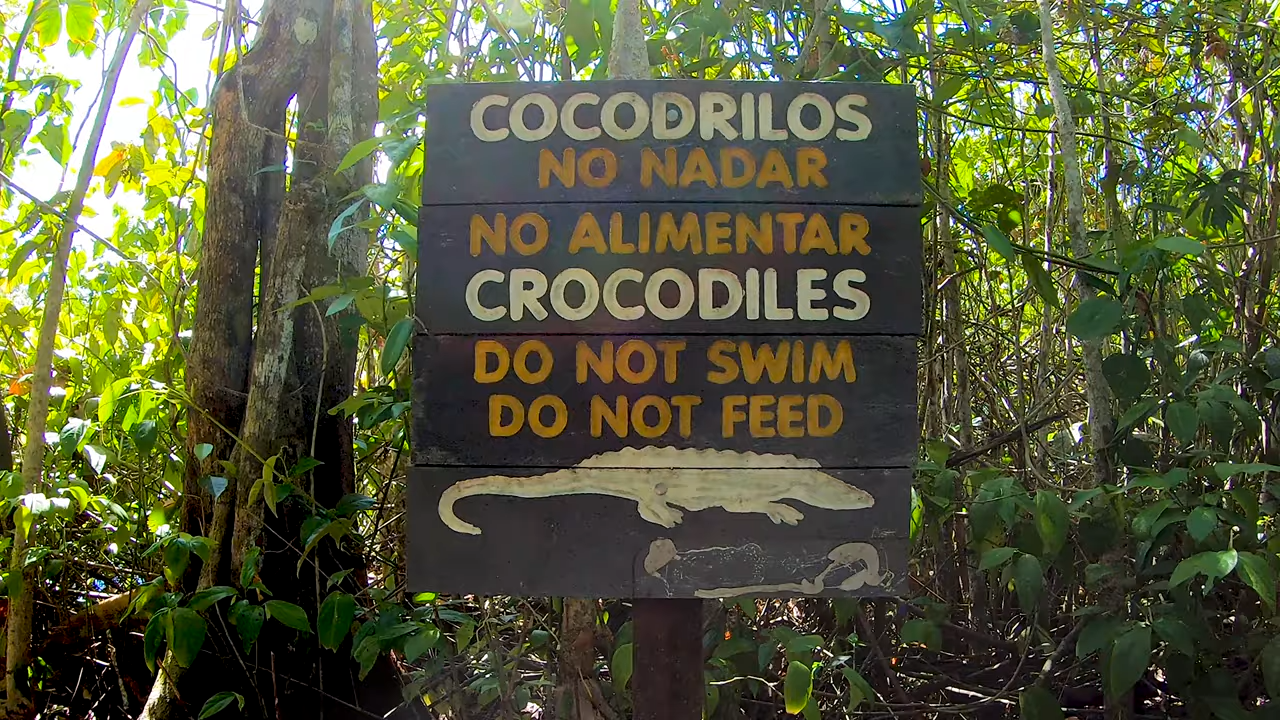 COCODRILOS
NO NADAR
NO ALIMENTAR
CROCODILES
DO NOT SWIM
DO NOT FEED